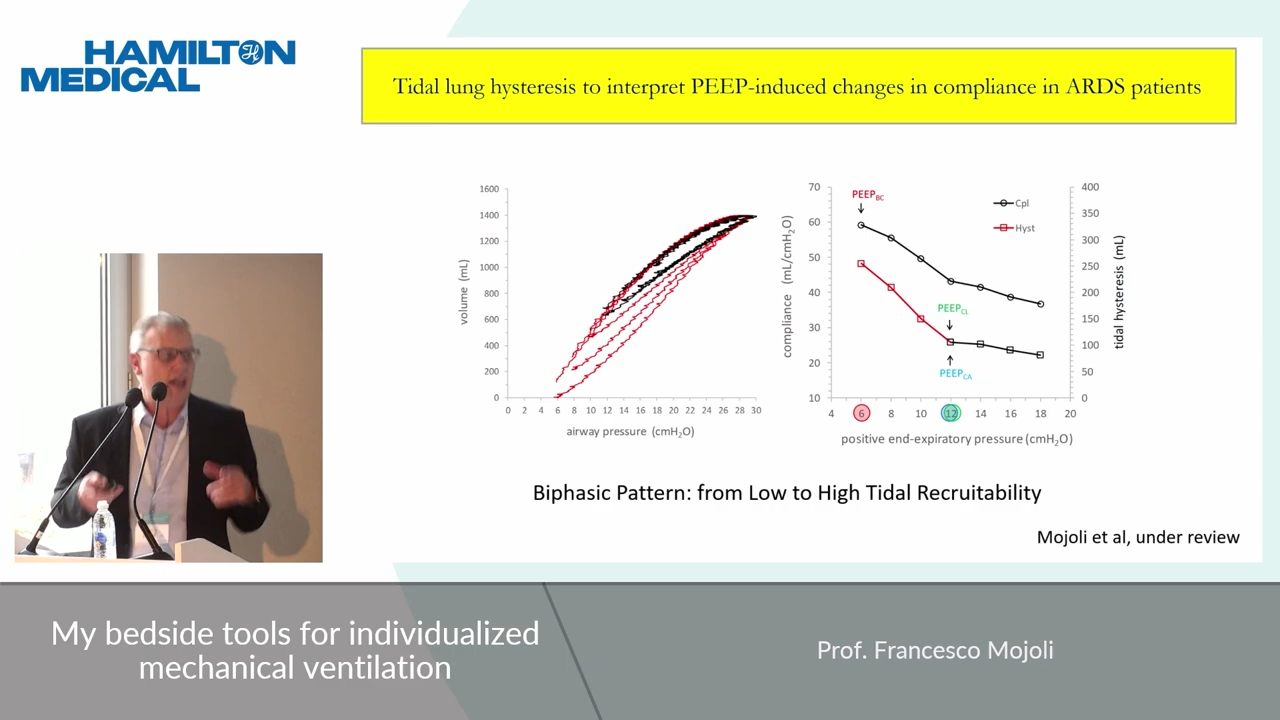 HAMILTON
MEDICAL
Tidal lung hysteresis to interpret PEEP-induced changes in compliance in ARDS patients
1600
1400
1200
1000
800
600
400
200
0
volume (mL)
0 2 4 6 8 10 12 14 16 18 20 22 24 26 28 30
airway pressure (cmH2O)
70
60
50
40
30
20
10
compliance (mL/cmH2O)
PEEPBC
Cpl
Hyst
PEEPCL
PEEPCA
400
350
300
250
200
150
100
50
0
tidal hysteresis (mL)
4 6 8 10 12 14 16 18 20
positive end-expiratory pressure (cmH2O)
Biphasic Pattern: from Low to High Tidal Recruitability
Mojoli et al, under review
My bedside tools for individualized
mechanical ventilation
Prof. Francesco Mojoli